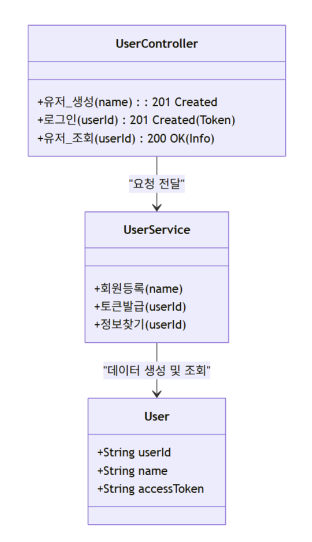 UserController
+유저_생성(name) : : 201 Created
+로그인(userId) : 201 Created(Token)
+유저_조회(userId) : 200 OK(Info)
"요청 전달"
UserService
+회원등록(name)
+토큰발급(userId)
+정보찾기(userId)
"데이터 생성 및 조회"
User
+String userId
+String name
+String accessToken